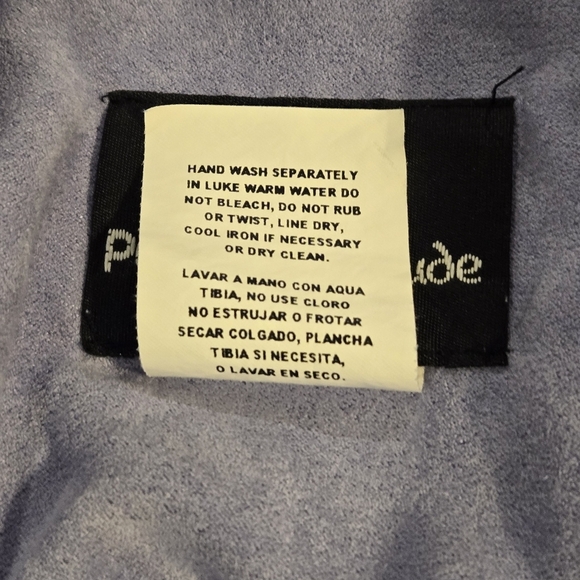 HAND WASH SEPARATELY
IN LUKE WARM WATER DO
NOT BLEACH, DO NOT RUB
OR TWIST, LINE DRY,
COOL IRON IF NECESSARY
OR DRY CLEAN.
LAVAR A MANO CON AQUA
TIBIA, NO USE CLORO
NO ESTRUJAR O FROTAR
SECAR COLGADO, PLANCHA
TIBIA SI NECESITA,
O LAVAR EN SECO.